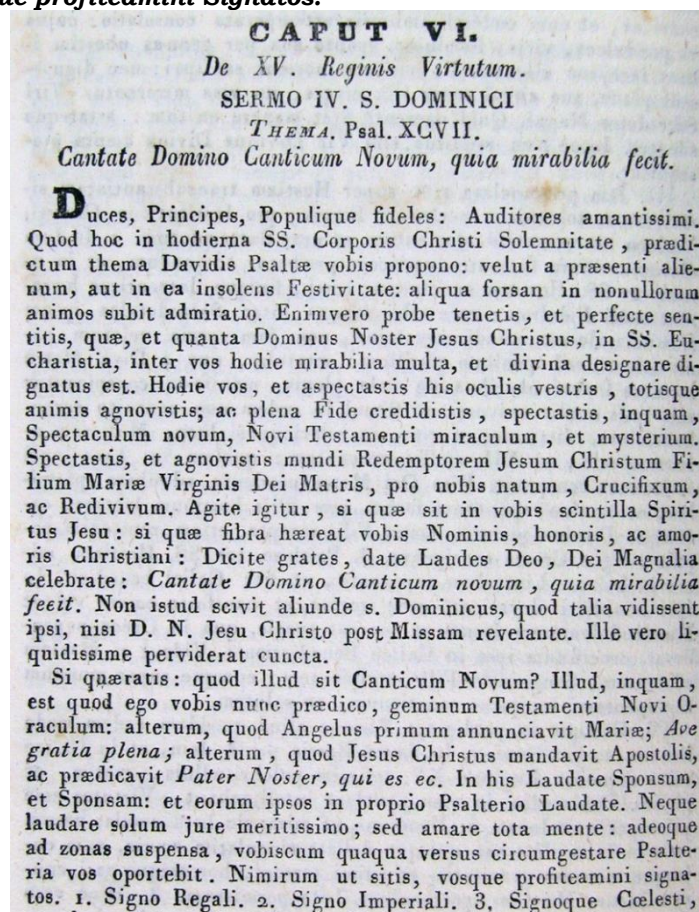 ue profiteamini Signatos.
CAPUT VI.
De XV. Reginis Virtutum.
SERMO IV. S. DOMINICI
THEMA. Psal. XCVII.
Cantate Domino Canticum Novum, quia mirabilia fecit.
Duces, Principes, Populique fideles: Auditores amantissimi.
Quod hoc in hodierna SS. Corporis Christi Solemnitate, prædi-
ctum thema Davidis Psaltæ vobis propono: velut a præsenti alie-
num, aut in ea insolens Festivitate: aliqua forsan in nonullorum
animos subit admiratio. Enimvero probe tenetis, et perfecte sen-
titis, quæ, et quanta Dominus Noster Jesus Christus, in SS. Eu-
charistia, inter vos hodie mirabilia multa, et divina designare di-
gnatus est. Hodie vos, et aspectastis his oculis vestris, totisque
animis agnovistis; ac plena Fide credidistis, spectastis, inquam,
Spectaculum novum, Novi Testamenti miraculum, et mysterium.
Spectastis, et agnovistis mundi Redemptorem Jesum Christum Fi-
lium Mariæ Virginis Dei Matris, pro nobis natum, Crucifixum,
ac Redivivum. Agite igitur, si quæ sit in vobis scintilla Spiri-
tus Jesu: si quæ fibra hæreat vobis Nominis, honoris, ac amo-
ris Christiani: Dicite grates, date Laudes Deo, Dei Magnalia
celebrate: Cantate Domino Canticum novum, quia mirabilia
fecit. Non istud scivit aliunde s. Dominicus, quod talia vidissent
ipsi, nisi D. N. Jesu Christo post Missam revelante. Ille vero li-
quidissime perviderat cuncta.
Si quæratis: quod illud sit Canticum Novum? Illud, inquam,
est quod ego vobis nunc prædico, geminum Testamenti Novi O-
raculum: alterum, quod Angelus primum annunciavit Mariæ; Ave
gratia plena; alterum, quod Jesus Christus mandavit Apostolis,
ac prædicavit Pater Noster, qui es ec. In his Laudate Sponsum,
et Sponsam: et eorum ipsos in proprio Psalterio Laudate. Neque
laudare solum jure meritissimo; sed amare tota mente: adeoque
ad zonas suspensa, vobiscum quaqua versus circumgestare Psalte-
ria vos oportebit. Nimirum ut sitis, vosque profiteamini signa-
tos. 1. Signo Regali. 2. Signo Imperiali. 3. Signoque Cœlesti,